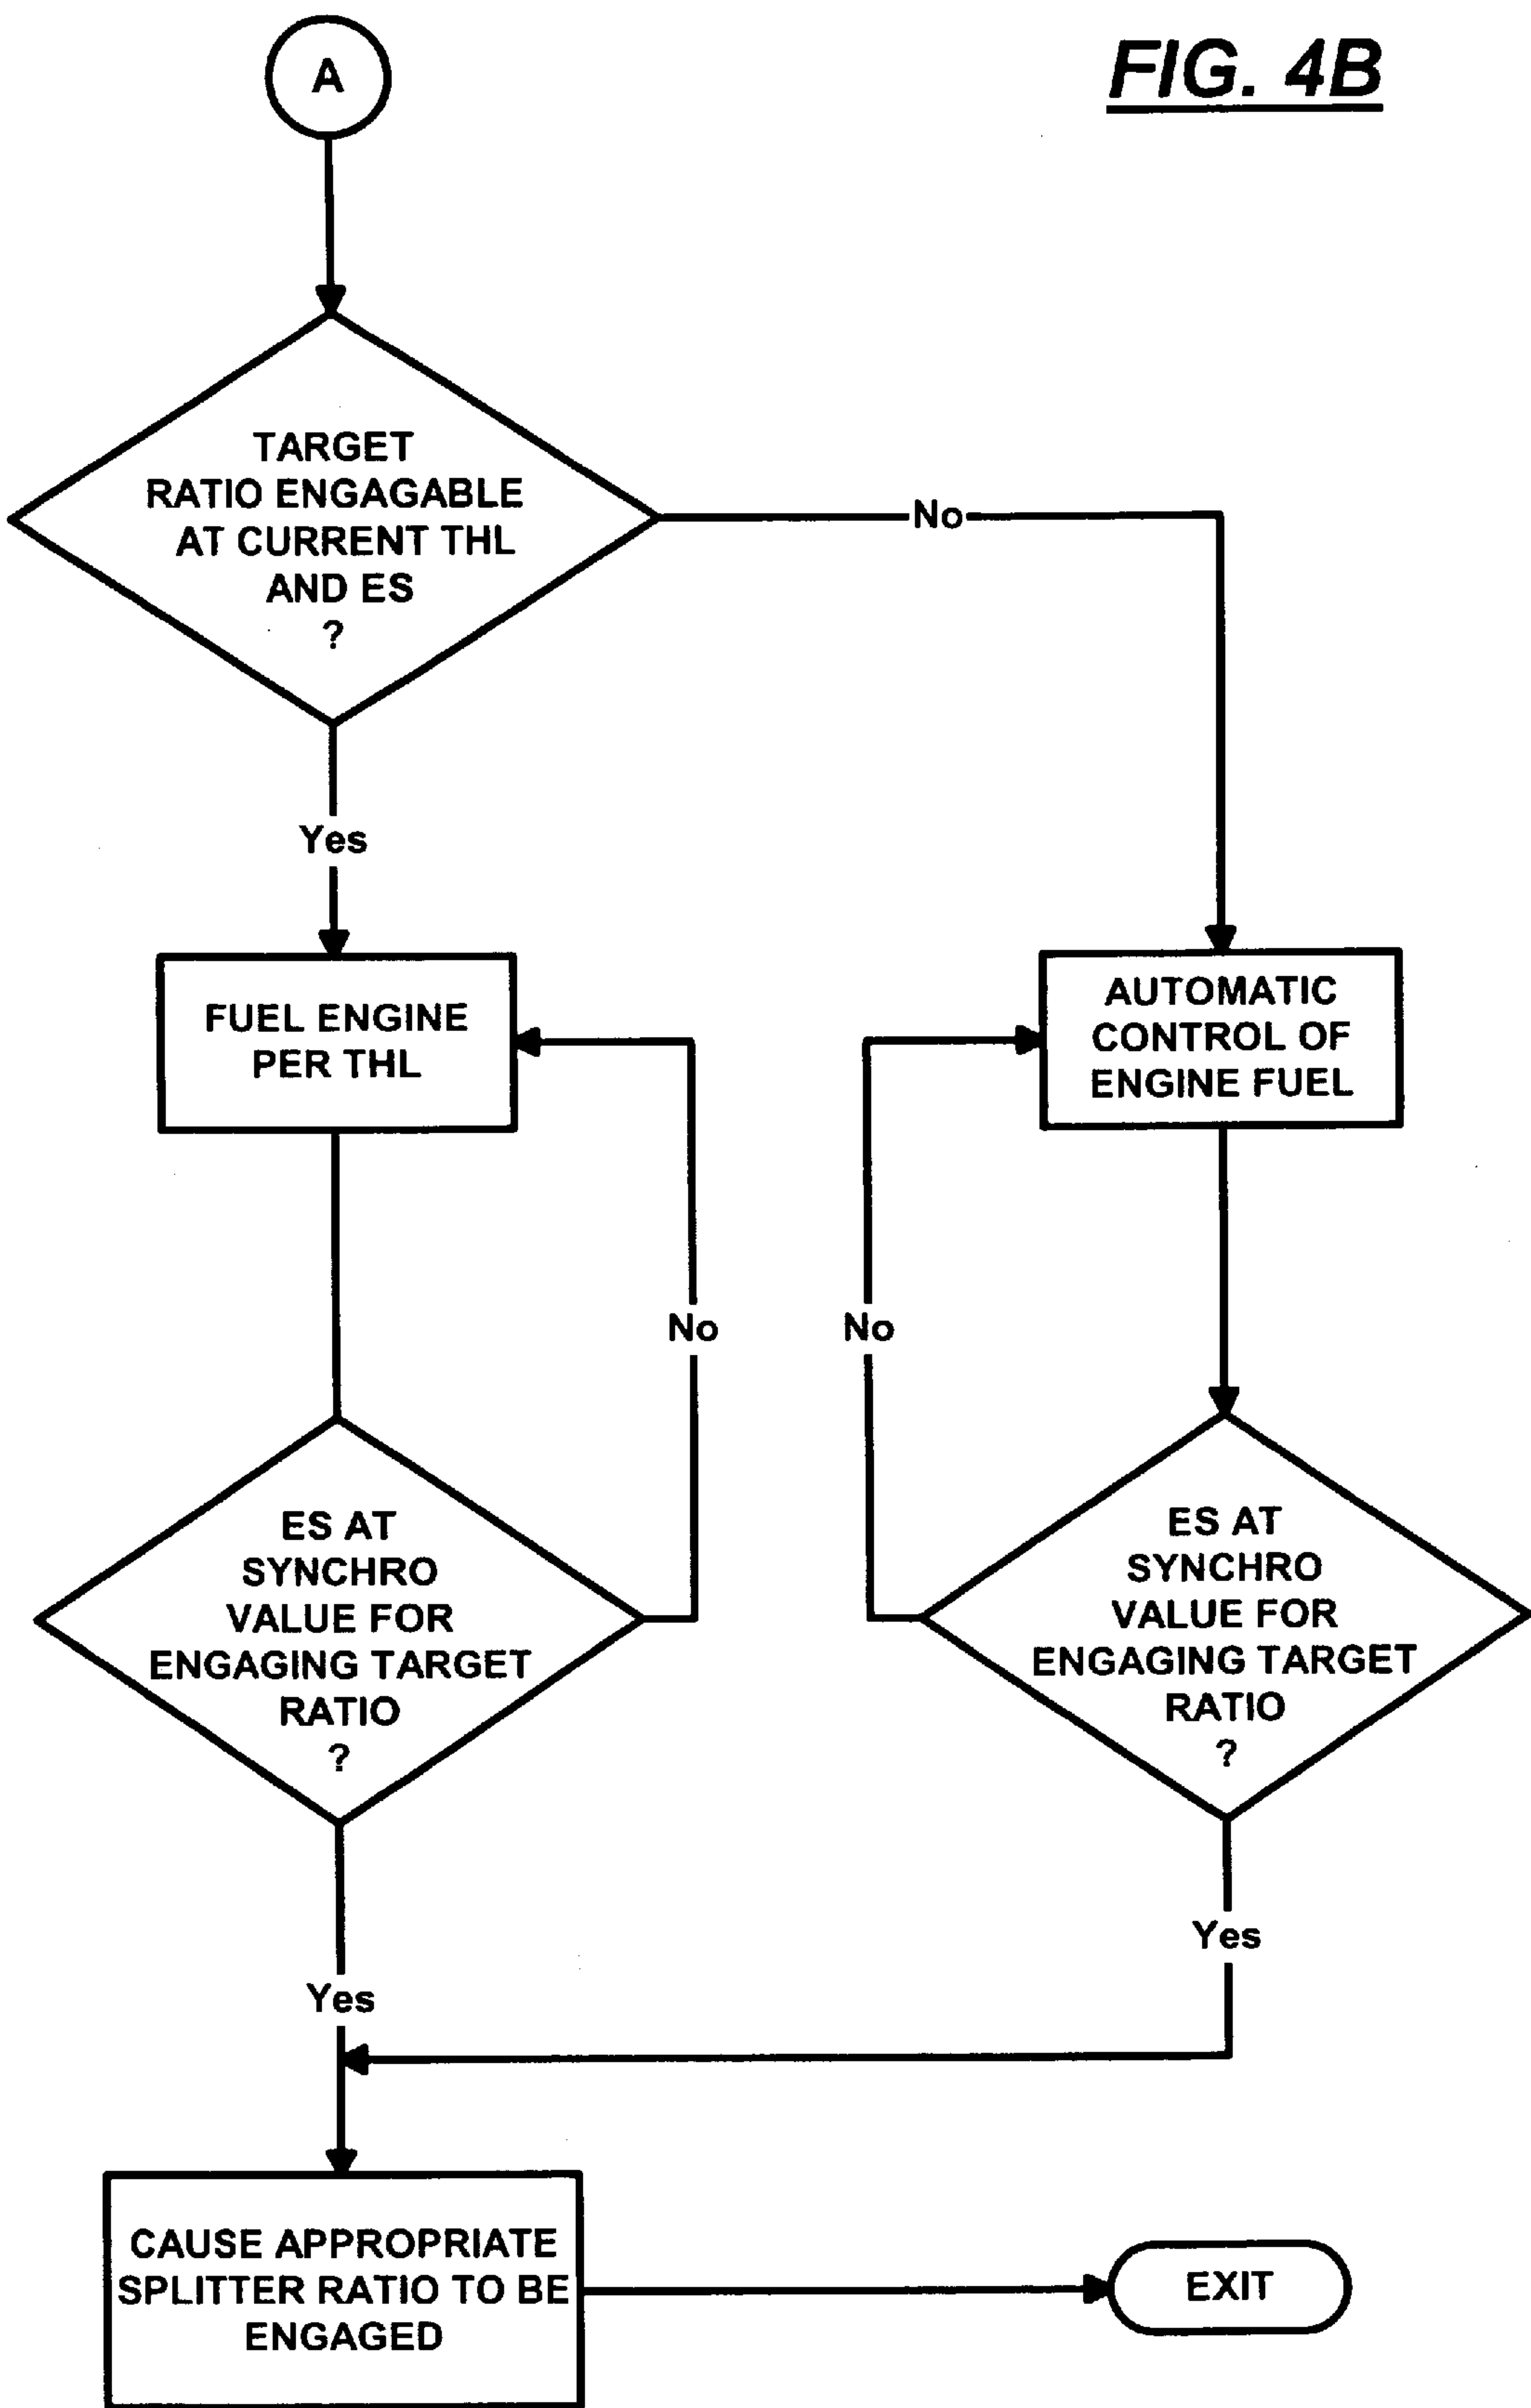 A
FIG. 4B
TARGET
RATIO ENGAGABLE
AT CURRENT THL
AND ES
?
No
Yes
FUEL ENGINE
PER THL
AUTOMATIC
CONTROL OF
ENGINE FUEL
No
No
ES AT
SYNCHRO
VALUE FOR
ENGAGING TARGET
RATIO
?
ES AT
SYNCHRO
VALUE FOR
ENGAGING TARGET
RATIO
?
Yes
Yes
CAUSE APPROPRIATE
SPLITTER RATIO TO BE
ENGAGED
EXIT